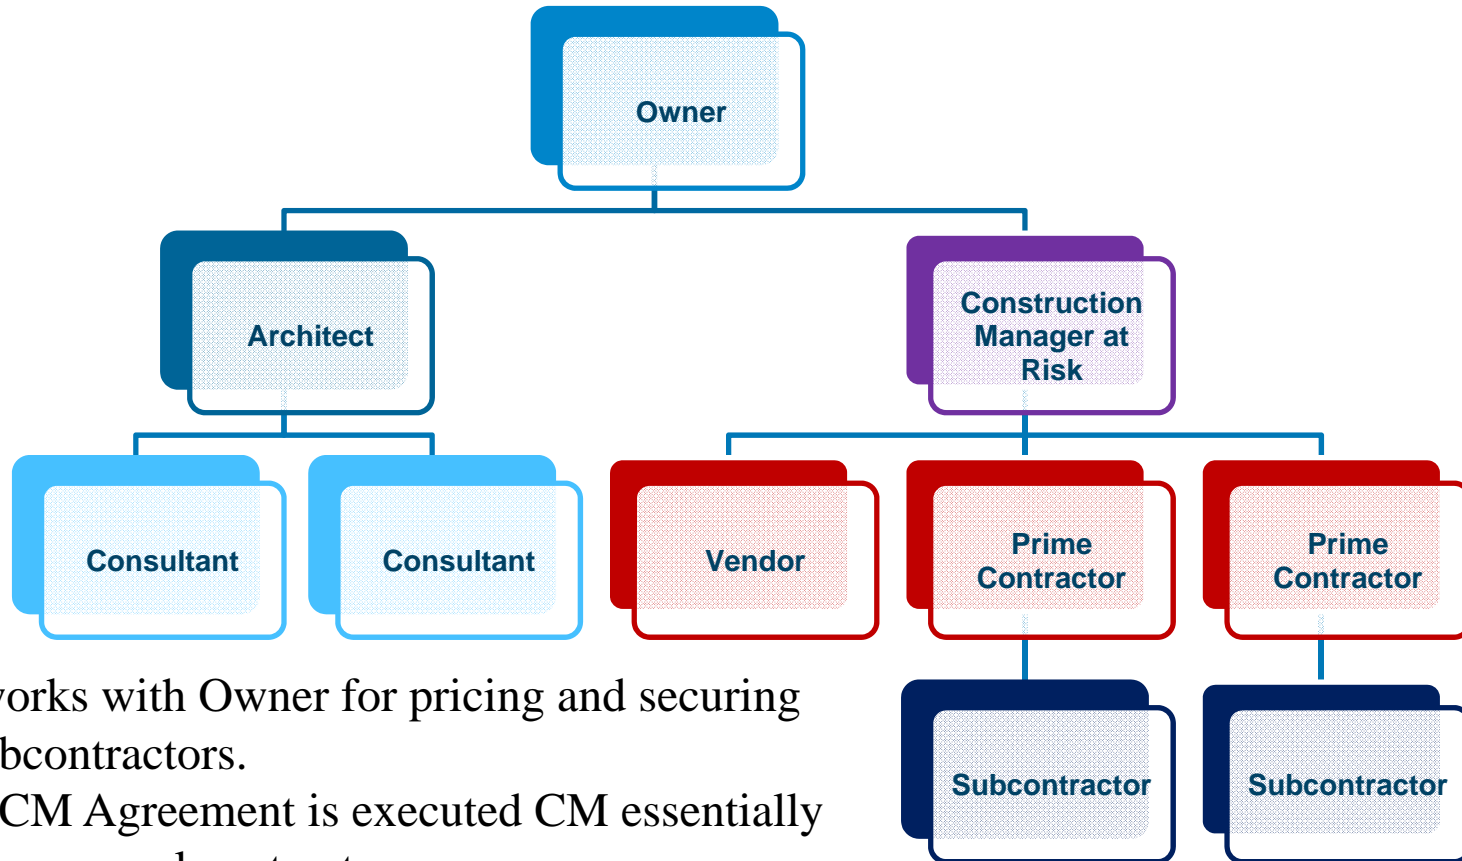 Owner
Architect
Construction
Manager at
Risk
Consultant
Consultant
Vendor
Prime
Contractor
Prime
Contractor
works with Owner for pricing and securing
bcontractors.
CM Agreement is executed CM essentially
Subcontractor
Subcontractor